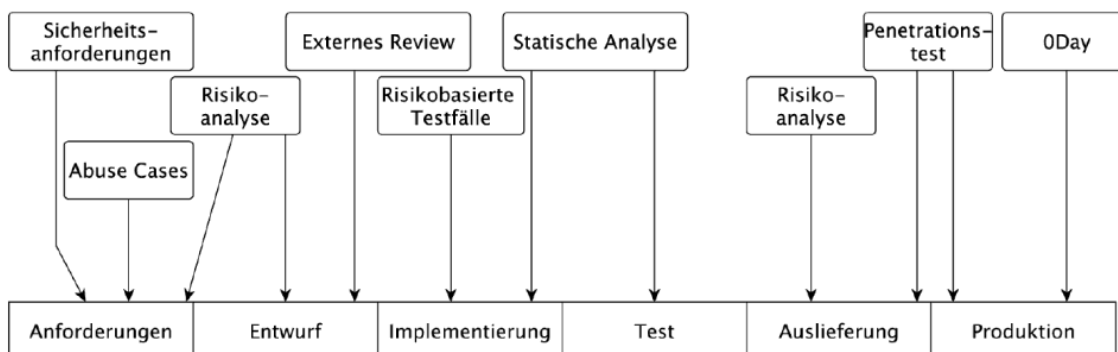 Sicherheits-
anforderungen
Externes Review
Statische Analyse
Penetrations-
test
0Day
Risiko-
analyse
Risikobasierte
Testfälle
Risiko-
analyse
Abuse Cases
Anforderungen
Entwurf
Implementierung
Test
Auslieferung
Produktion